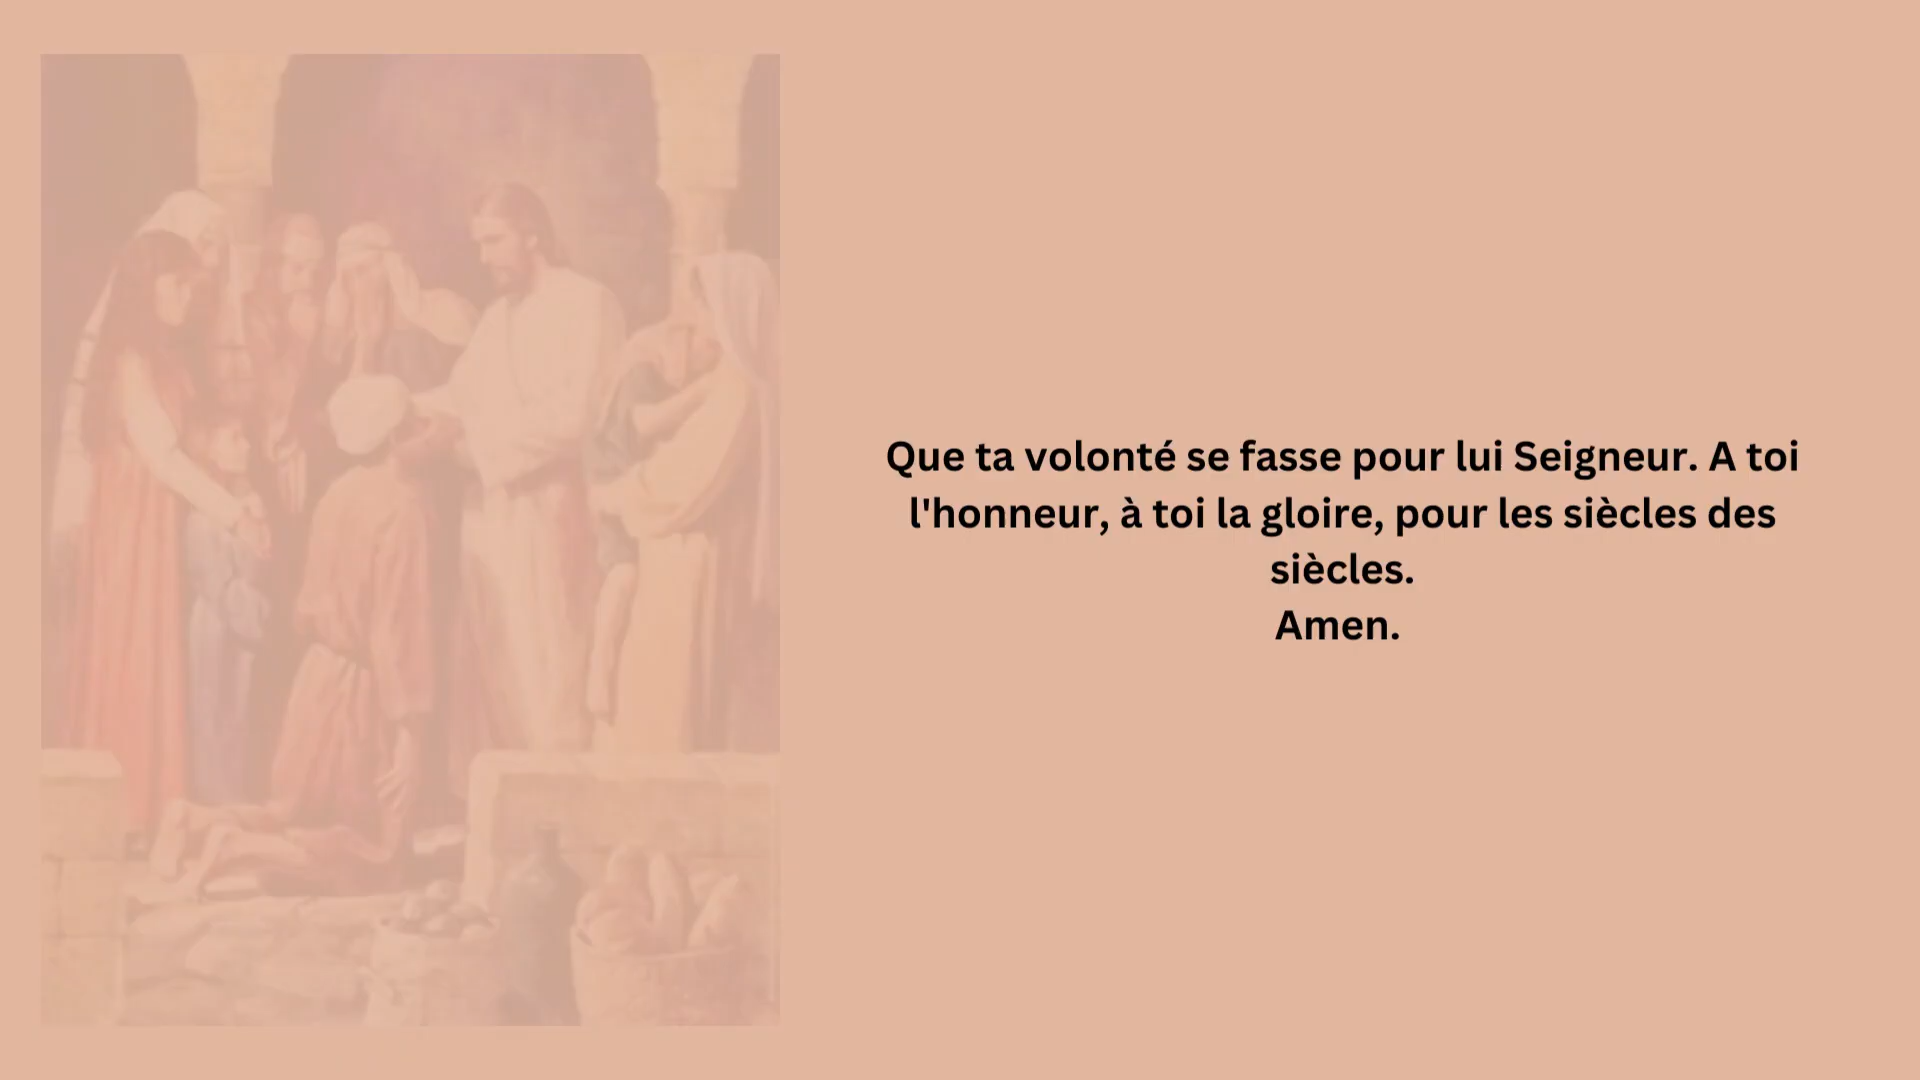 Que ta volonté se fasse pour lui Seigneur. A toi
l'honneur, à toi la gloire, pour les siècles des
siècles.
Amen.